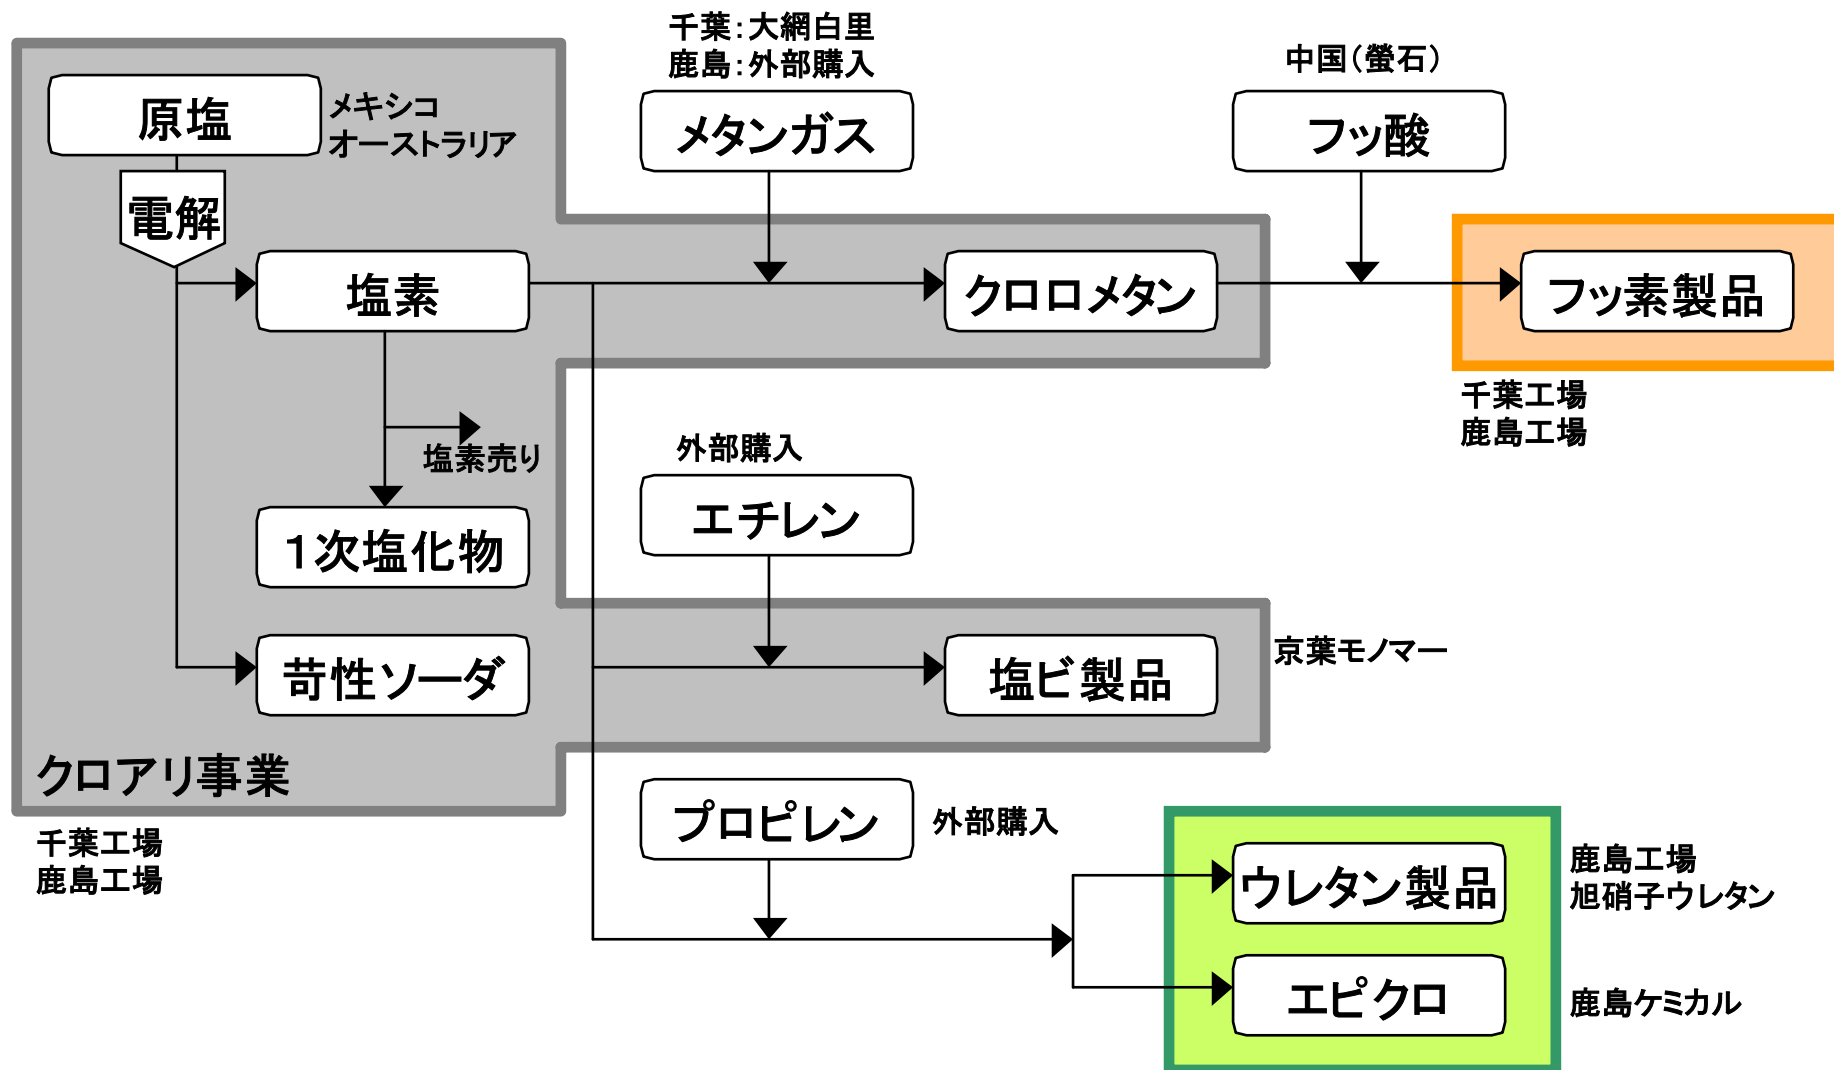 千葉：大網白里
鹿島：外部購入
中国（螢石）
原塩
メキシコ
オーストラリア
メタンガス
フッ酸
電解
塩素
クロロメタン
フッ素製品
千葉工場
鹿島工場
塩素売り
外部購入
エチレン
１次塩化物
苛性ソーダ
塩ビ製品
京葉モノマー
クロアリ事業
千葉工場
鹿島工場
プロピレン
外部購入
ウレタン製品
鹿島工場
旭硝子ウレタン
エピクロ
鹿島ケミカル